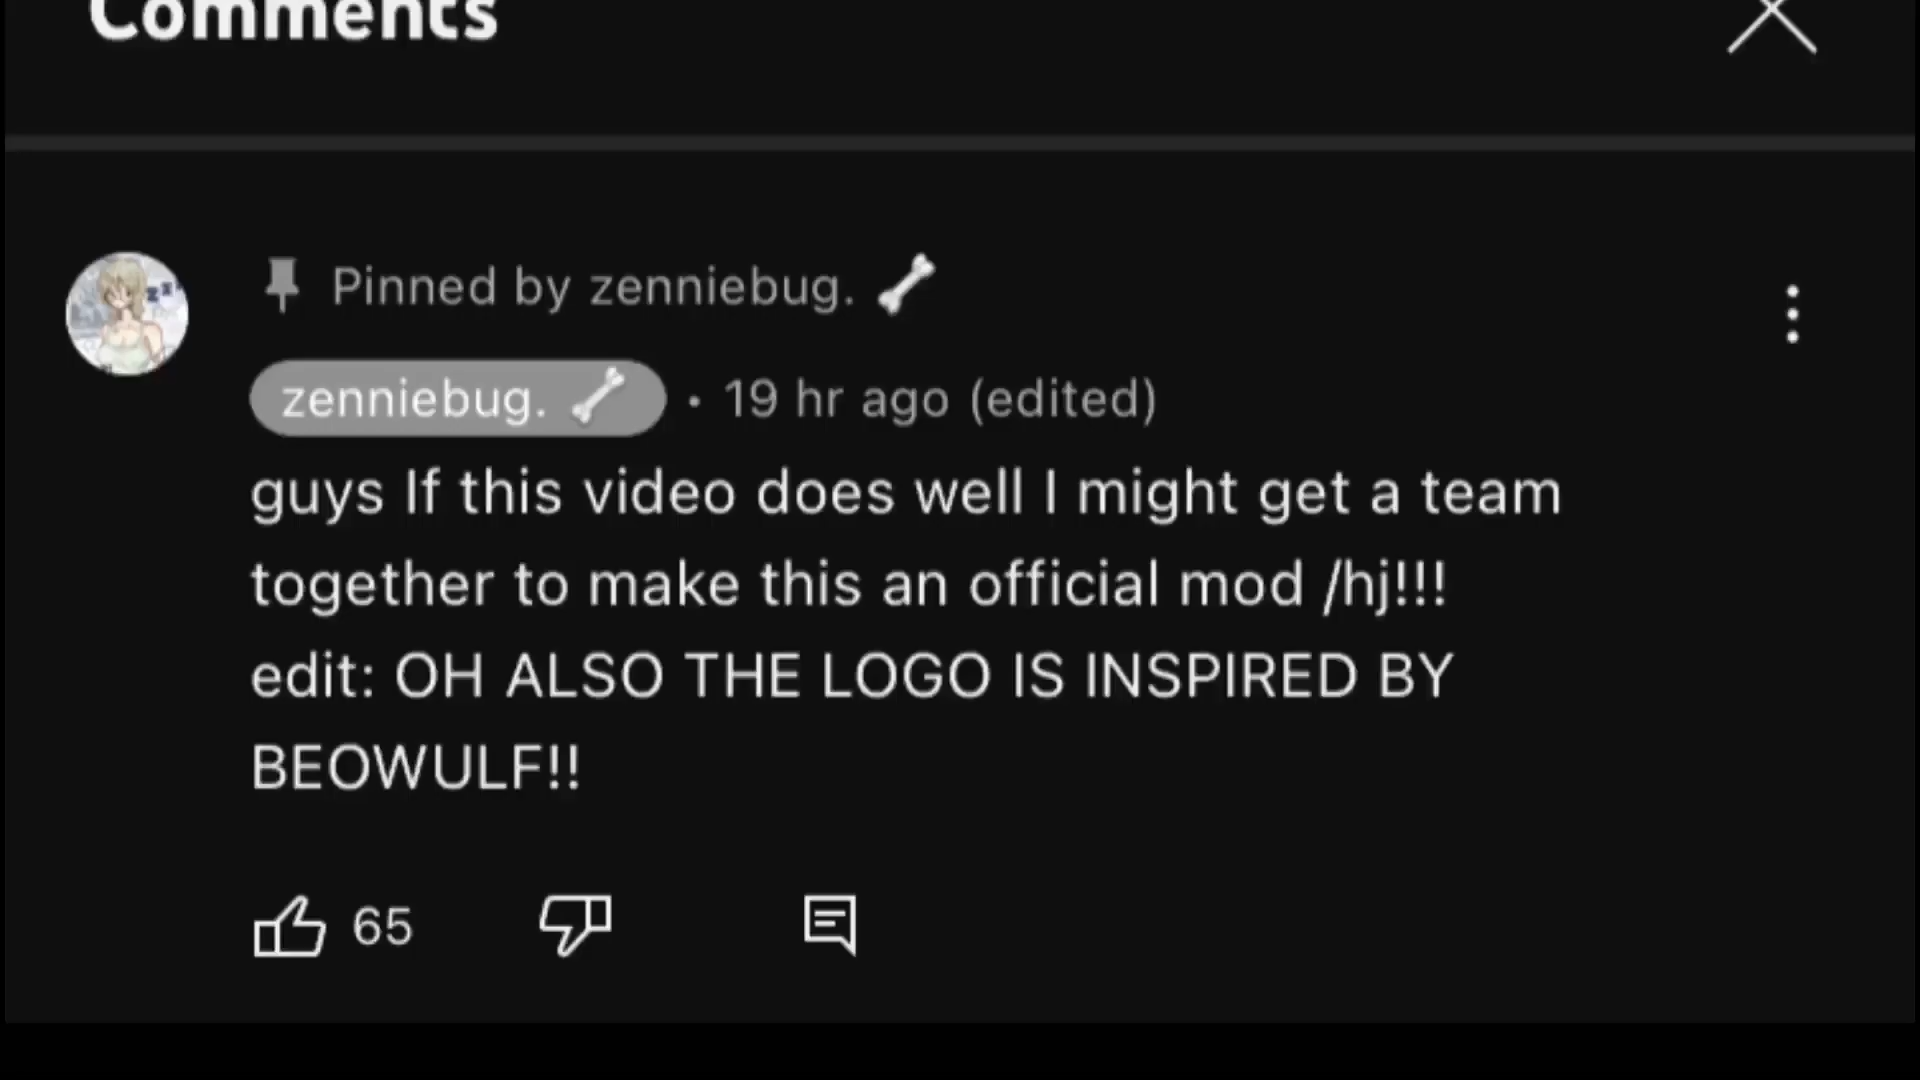 Comments
Pinned by zenniebug. 🦴
zenniebug. 🦴 • 19 hr ago (edited)
guys If this video does well I might get a team
together to make this an official mod /hj!!!
edit: OH ALSO THE LOGO IS INSPIRED BY
BEOWULF!!
65